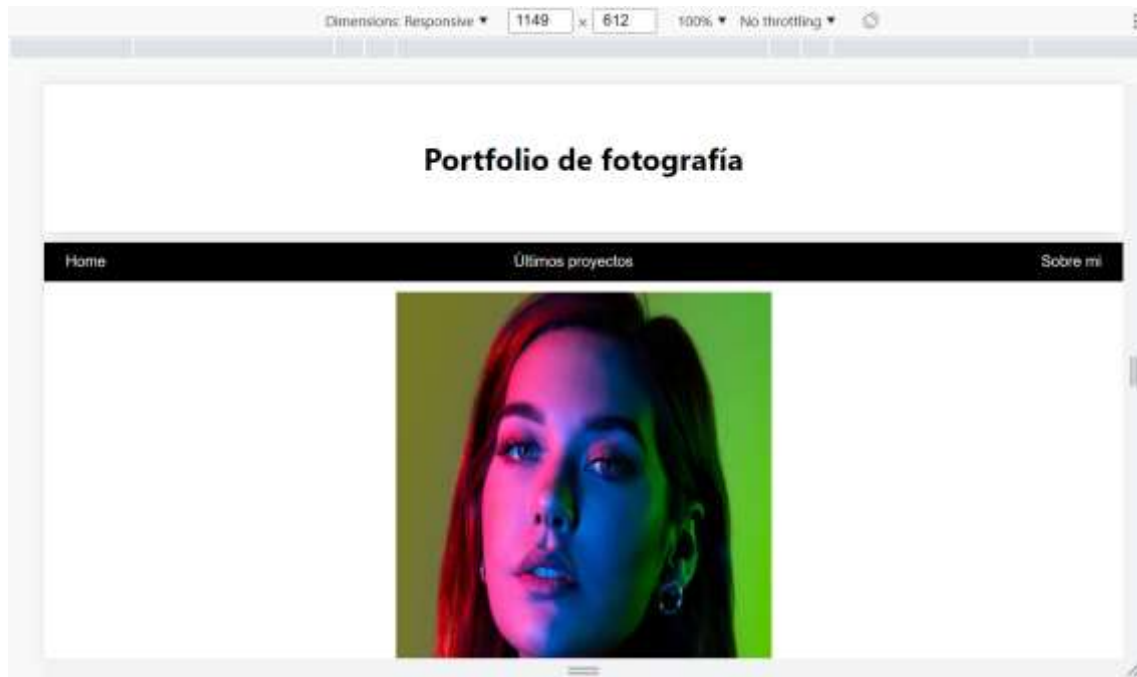 Dimensions: Responsive ▼ 1149 x 612 100% ▼ No throttling ▼
Portfolio de fotografía
Home Últimos proyectos Sobre mi